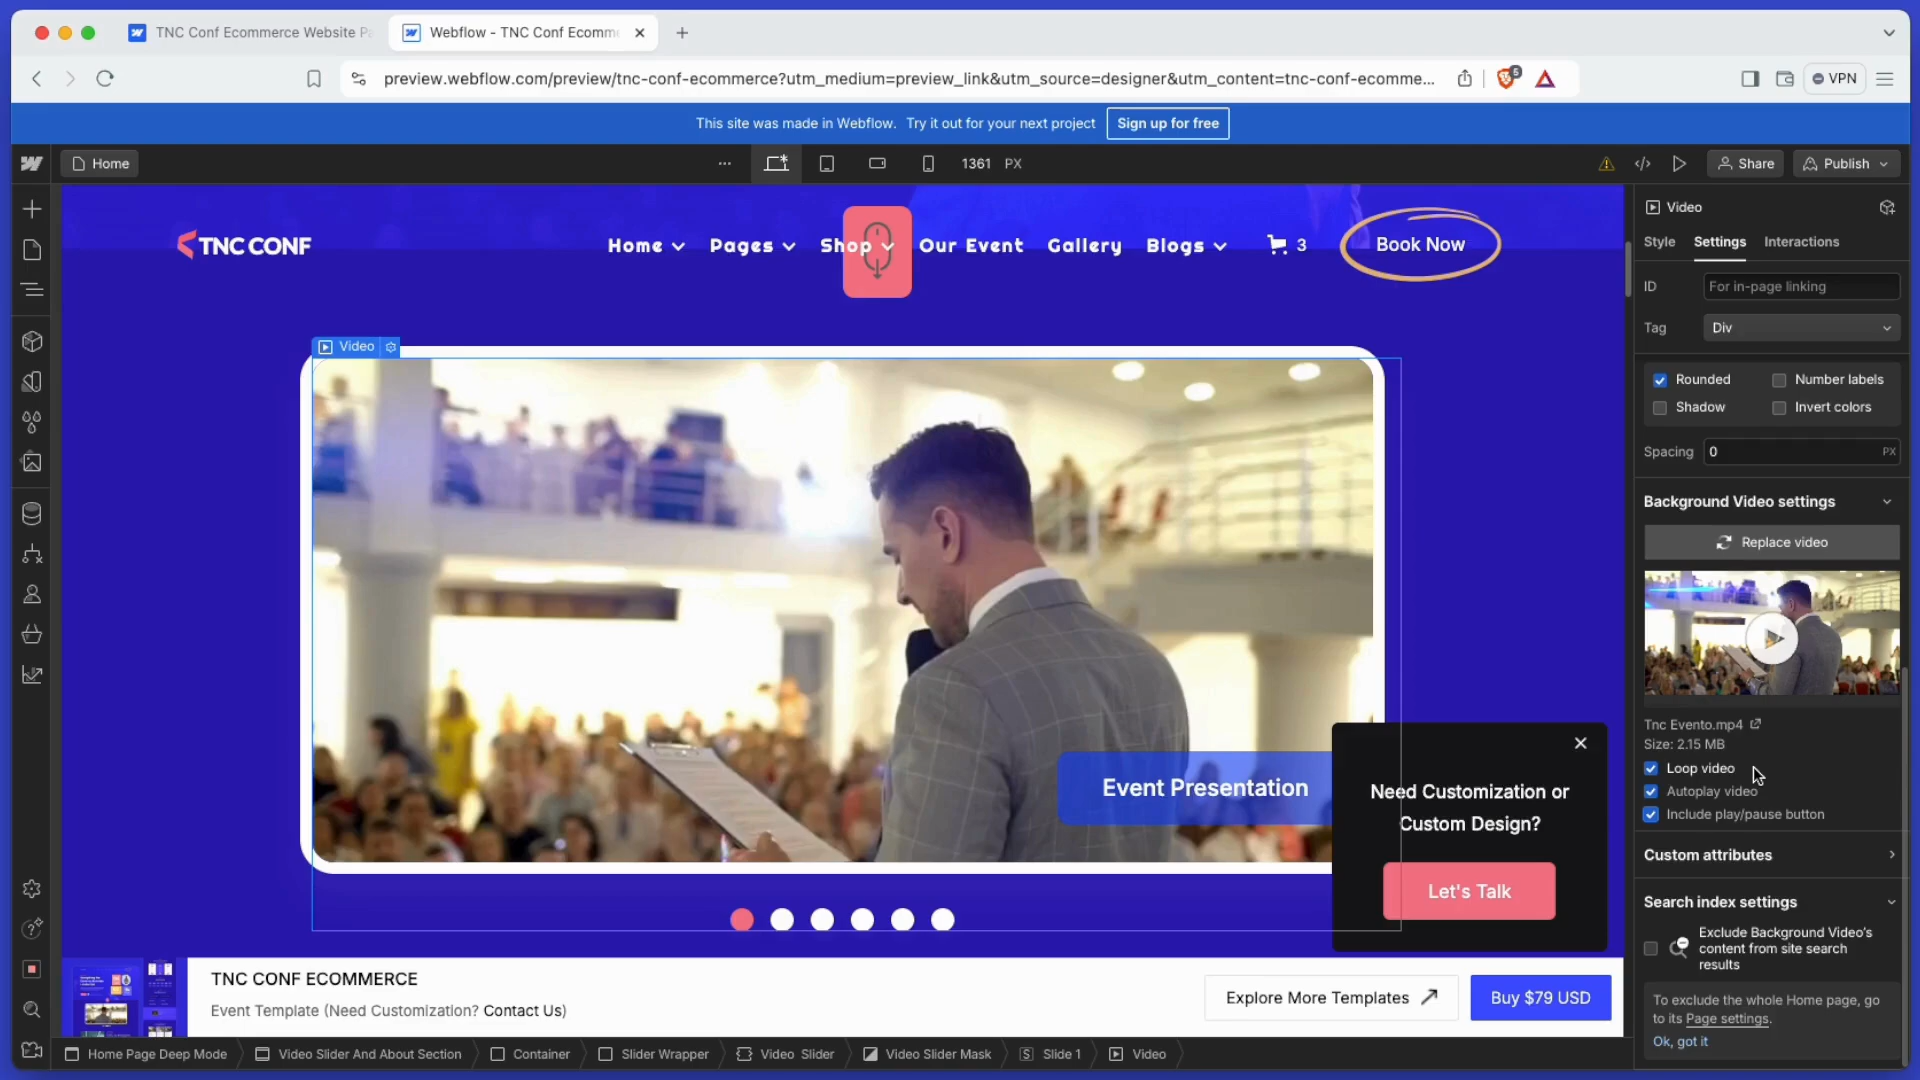 TNC Conf Ecommerce Website Pa
Webflow - TNC Conf Ecomme
preview.webflow.com/preview/tnc-conf-ecommerce?utm_medium=preview_link&utm_source=designer&utm_content=tnc-conf-ecomme...
5
VPN
This site was made in Webflow. Try it out for your next project
Sign up for free
Home
1361 PX
Share
Publish
TNC CONF
Home
Pages
Shop
Our Event
Gallery
Blogs
3
Book Now
Video
Event Presentation
Need Customization or
Custom Design?
Let's Talk
TNC CONF ECOMMERCE
Event Template (Need Customization? Contact Us)
Explore More Templates
Buy $79 USD
Home Page Deep Mode
Video Slider And About Section
Container
Slider Wrapper
Video Slider
Video Slider Mask
S Slide 1
Video
Video
Style
Settings
Interactions
ID
For in-page linking
Tag
Div
Rounded
Number labels
Shadow
Invert colors
Spacing
0
PX
Background Video settings
Replace video
Tnc Evento.mp4
Size: 2.15 MB
Loop video
Autoplay video
Include play/pause button
Custom attributes
Search index settings
Exclude Background Video's
content from site search
results
To exclude the whole Home page, go
to its Page settings.
Ok, got it